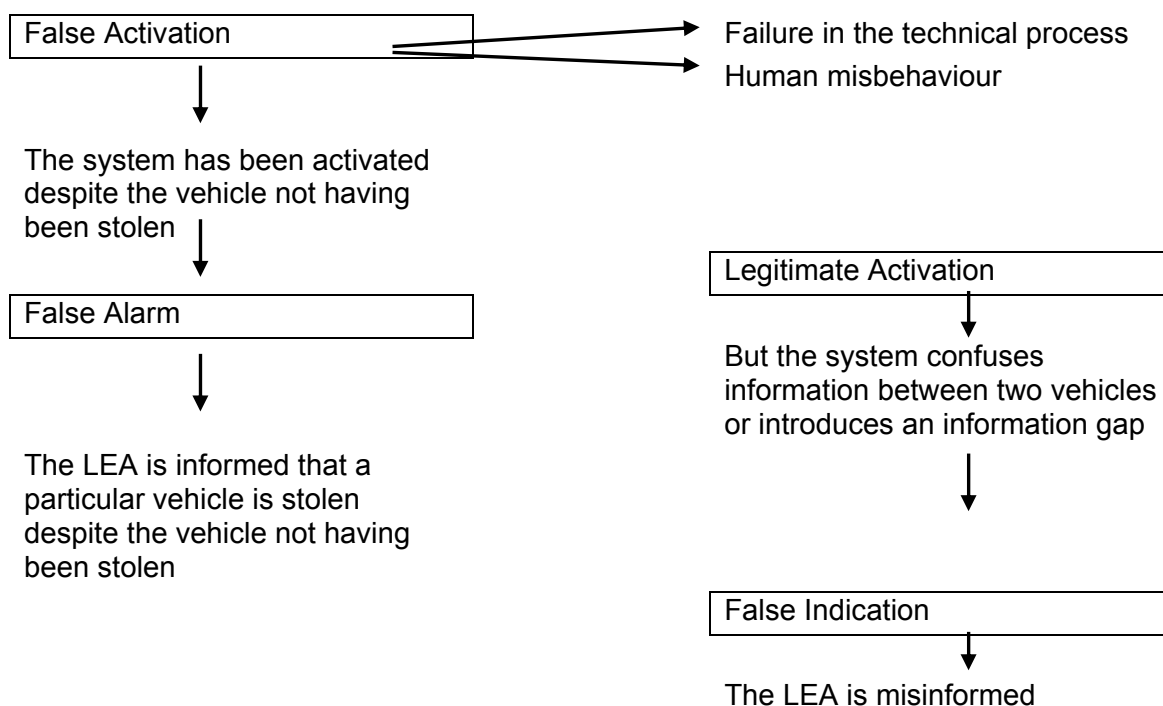 False Activation
Failure in the technical process
Human misbehaviour
The system has been activated
despite the vehicle not having
been stolen
False Alarm
The LEA is informed that a
particular vehicle is stolen
despite the vehicle not having
been stolen
Legitimate Activation
But the system confuses
information between two vehicles
or introduces an information gap
False Indication
The LEA is misinformed